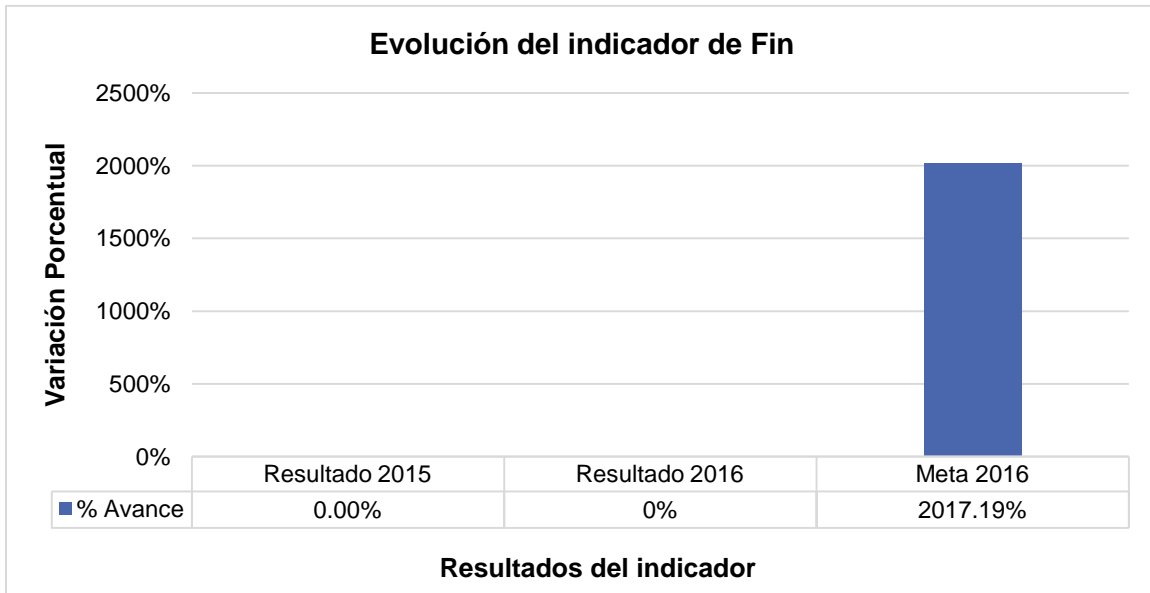 Evolución del indicador de Fin
Variación Porcentual
2500%
2000%
1500%
1000%
500%
0%
Resultado 2015 Resultado 2016 Meta 2016
% Avance 0.00% 0% 2017.19%
Resultados del indicador